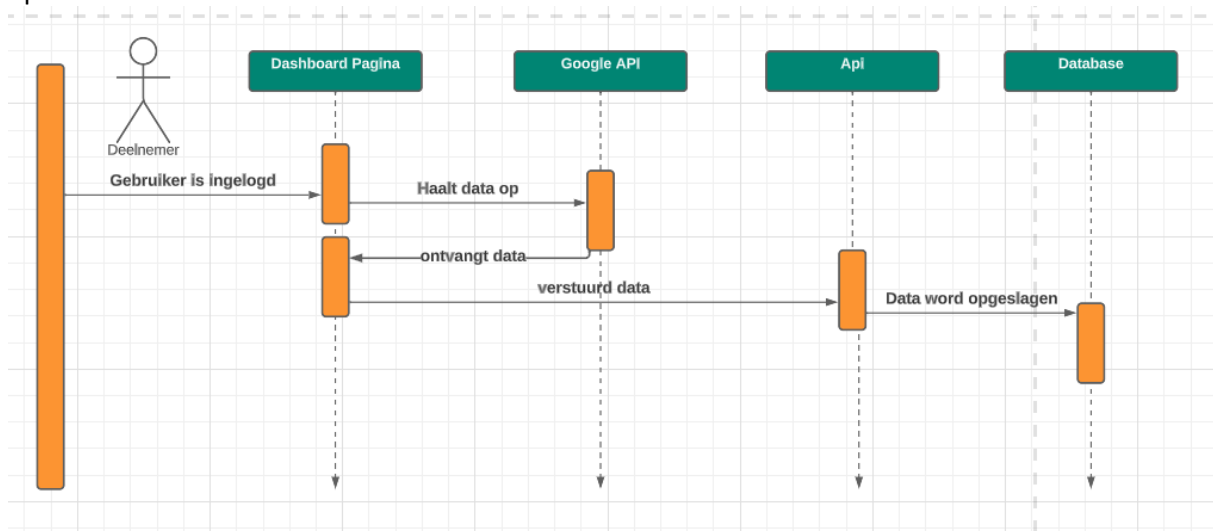 Dashboard Pagina
Google API
Api
Database
Deelnemer
Gebruiker is ingelogd
Haalt data op
ontvangt data
verstuurd data
Data word opgeslagen